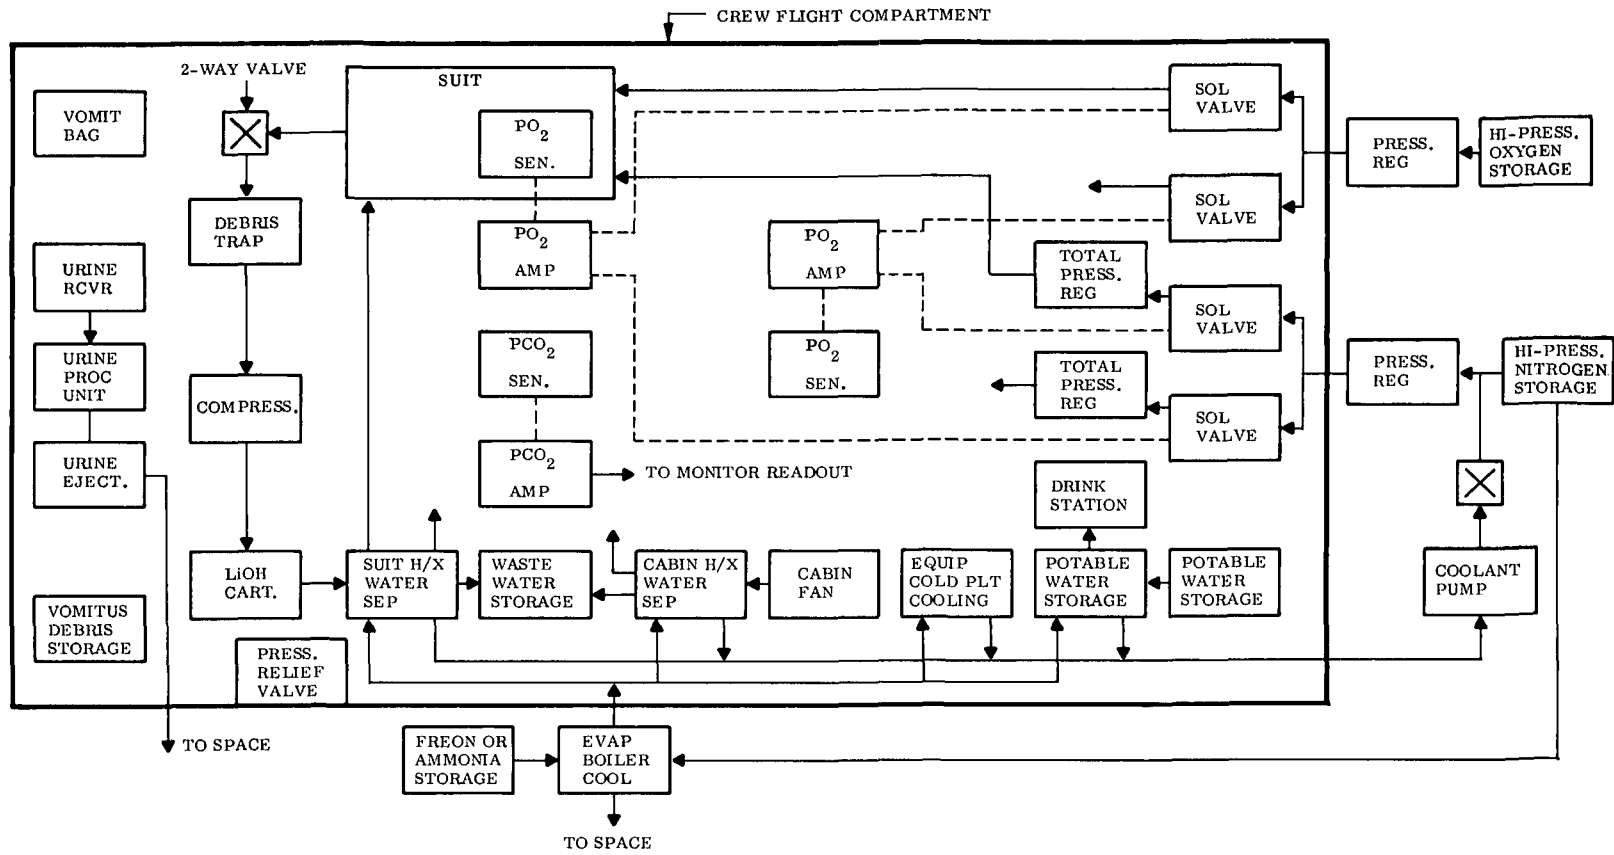 CREW FLIGHT COMPARTMENT
2-WAY VALVE
SUIT
VOMIT
BAG
PO2
SEN.
SOL
VALVE
PRESS.
REG
HI-PRESS.
OXYGEN
STORAGE
DEBRIS
TRAP
PO2
AMP
PO2
AMP
SOL
VALVE
URINE
RCVR
TOTAL
PRESS.
REG
SOL
VALVE
URINE
PROC
UNIT
PCO2
SEN.
PO2
SEN.
TOTAL
PRESS.
REG
PRESS.
REG
HI-PRESS.
NITROGEN
STORAGE
COMPRESS.
SOL
VALVE
URINE
EJECT.
PCO2
AMP
TO MONITOR READOUT
DRINK
STATION
LiOH
CART.
SUIT H/X
WATER
SEP
WASTE
WATER
STORAGE
CABIN H/X
WATER
SEP
CABIN
FAN
EQUIP
COLD PLT
COOLING
POTABLE
WATER
STORAGE
POTABLE
WATER
STORAGE
COOLANT
PUMP
VOMITUS
DEBRIS
STORAGE
PRESS.
RELIEF
VALVE
TO SPACE
FREON OR
AMMONIA
STORAGE
EVAP
BOILER
COOL
TO SPACE